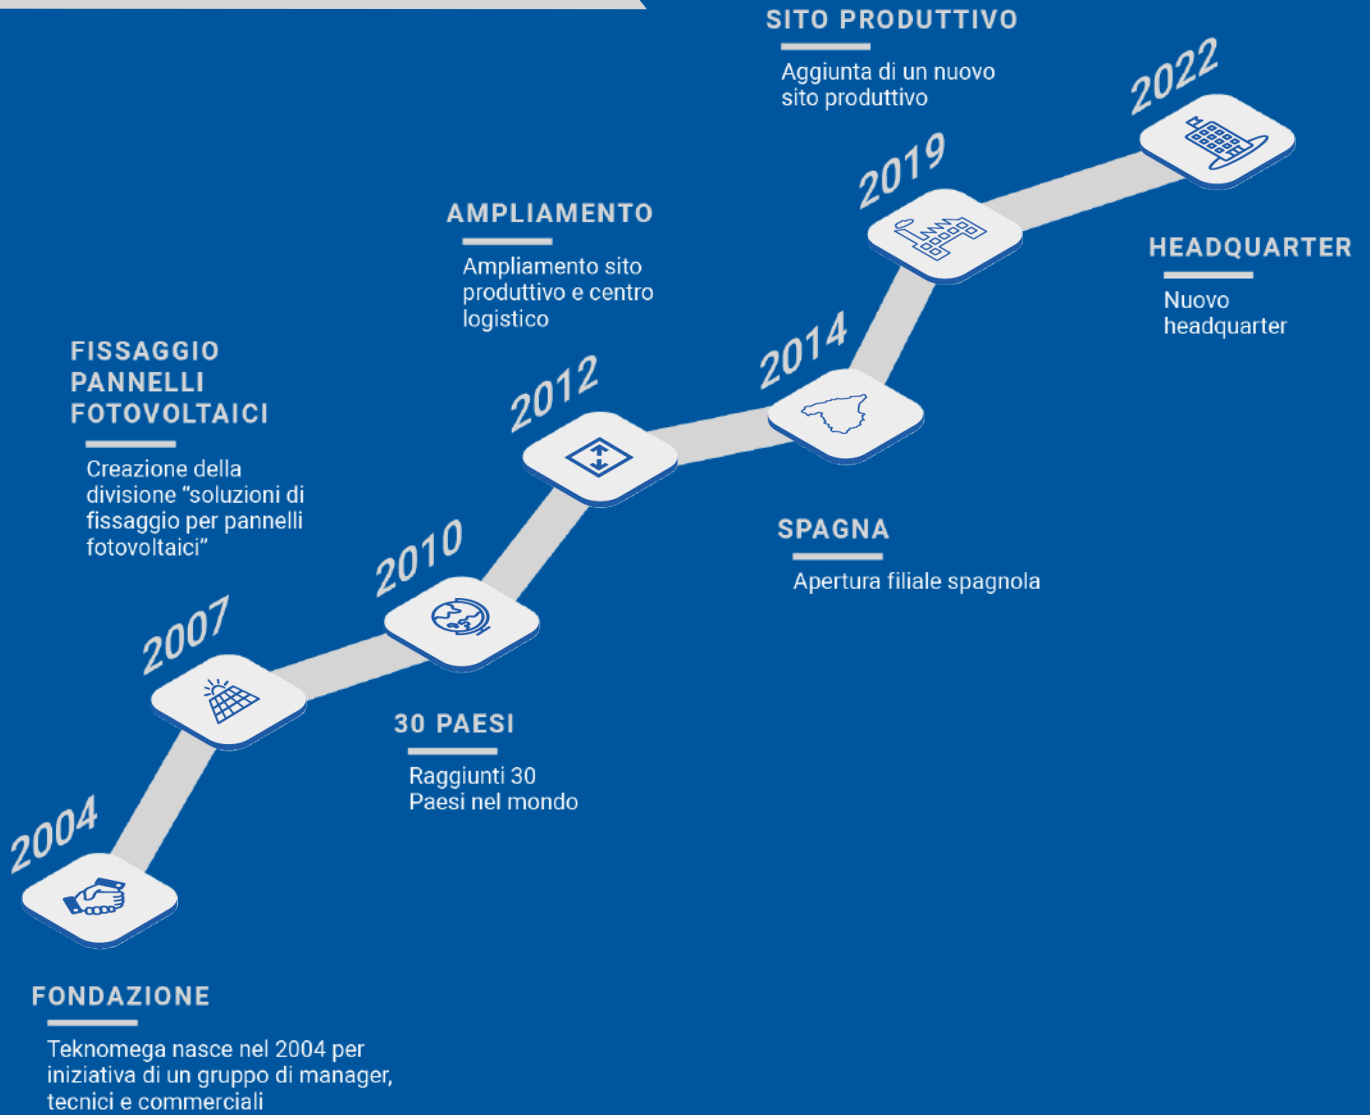 2004
FONDAZIONE
Teknomega nasce nel 2004 per
iniziativa di un gruppo di manager,
tecnici e commerciali
2007
FISSAGGIO
PANNELLI
FOTOVOLTAICI
Creazione della
divisione “soluzioni di
fissaggio per pannelli
fotovoltaici”
2010
30 PAESI
Raggiunti 30
Paesi nel mondo
2012
AMPLIAMENTO
Ampliamento sito
produttivo e centro
logistico
2014
SPAGNA
Apertura filiale spagnola
2019
SITO PRODUTTIVO
Aggiunta di un nuovo
sito produttivo
2022
HEADQUARTER
Nuovo
headquarter